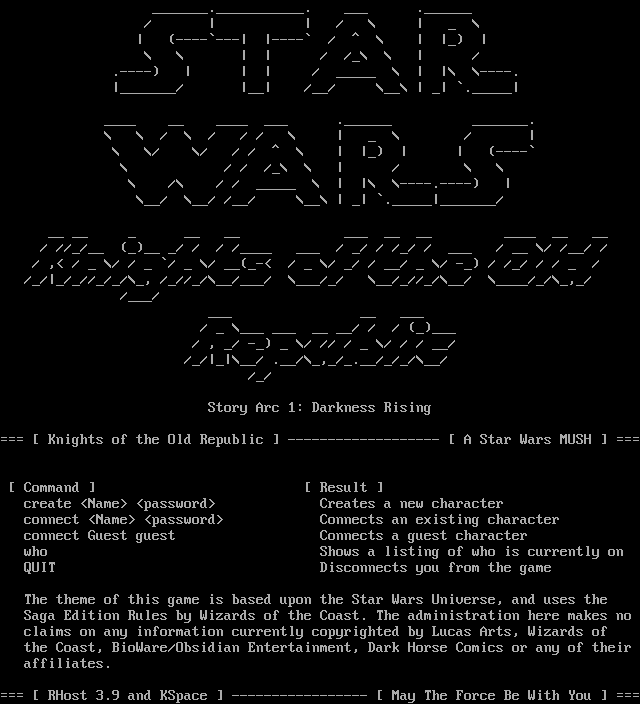 STAR
WARS
Knights of the Old
Republic
Story Arc 1: Darkness Rising
=== [ Knights of the Old Republic ] ------------------- [ A Star Wars MUSH ] ===
[ Command ] [ Result ]
create <Name> <password> Creates a new character
connect <Name> <password> Connects an existing character
connect Guest guest Connects a guest character
who Shows a listing of who is currently on
QUIT Disconnects you from the game
The theme of this game is based upon the Star Wars Universe, and uses the
Saga Edition Rules by Wizards of the Coast. The administration here makes no
claims on any information currently copyrighted by Lucas Arts, Wizards of
the Coast, BioWare/Obsidian Entertainment, Dark Horse Comics or any of their
affiliates.
=== [ RHost 3.9 and KSpace ] ----------------- [ May The Force Be With You ] ===